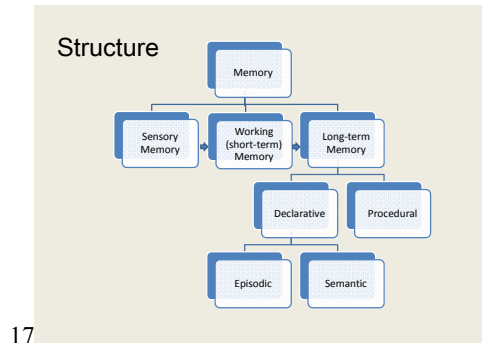 Structure
Memory
Sensory
Memory
Working
(short-term)
Memory
Long-term
Memory
Declarative
Procedural
Episodic
Semantic
17